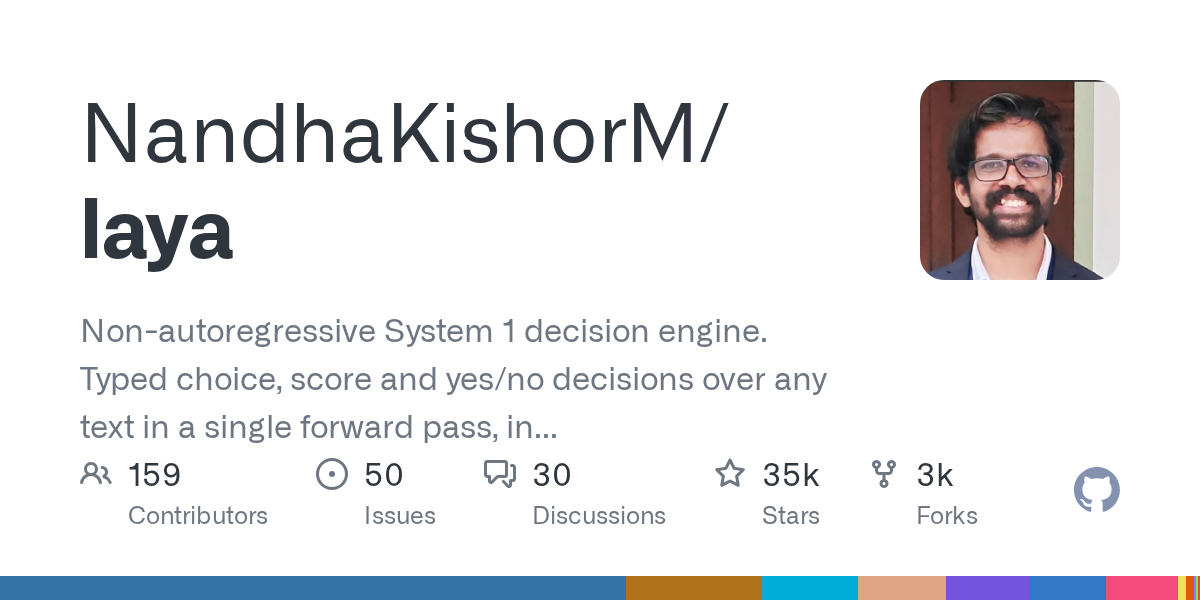 NandhaKishorM/
laya
Non-autoregressive System 1 decision engine.
Typed choice, score and yes/no decisions over any
text in a single forward pass, in...
159
Contributors
50
Issues
30
Discussions
35k
Stars
3k
Forks